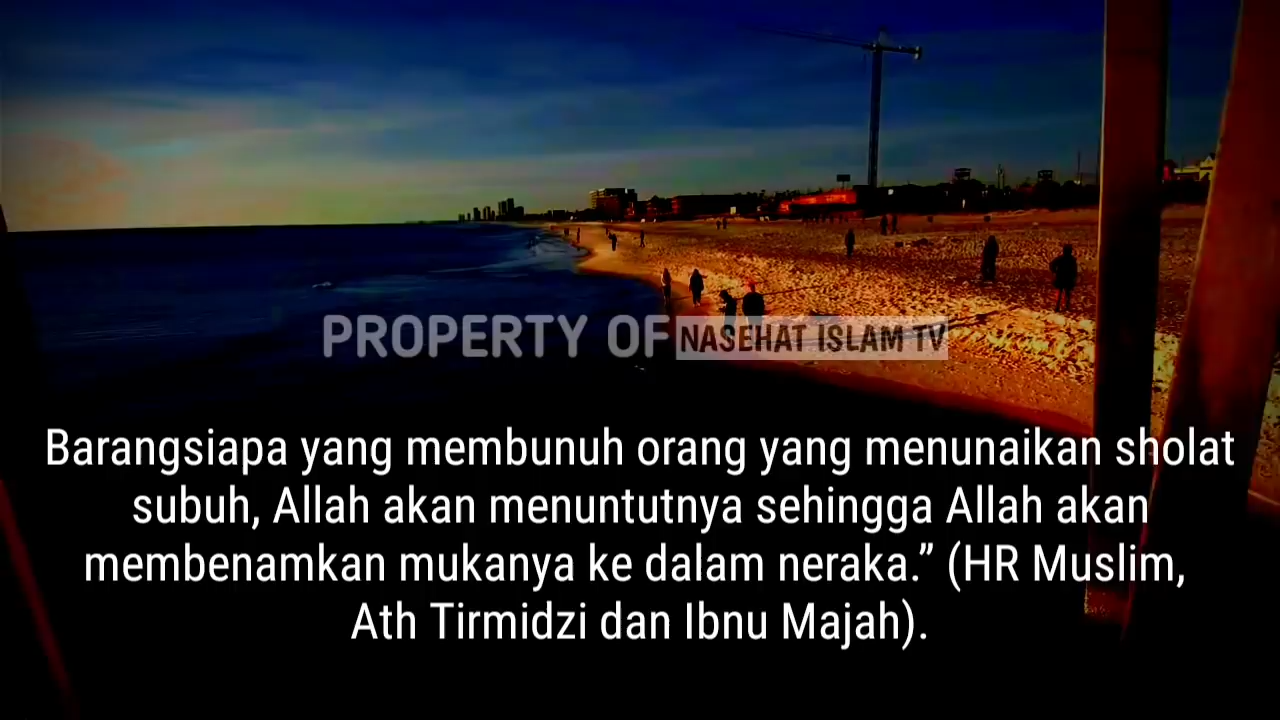 PROPERTY OF NASEHAT ISLAM TV
Barangsiapa yang membunuh orang yang menunaikan sholat
subuh, Allah akan menuntutnya sehingga Allah akan
membenamkan mukanya ke dalam neraka.” (HR Muslim,
Ath Tirmidzi dan Ibnu Majah).